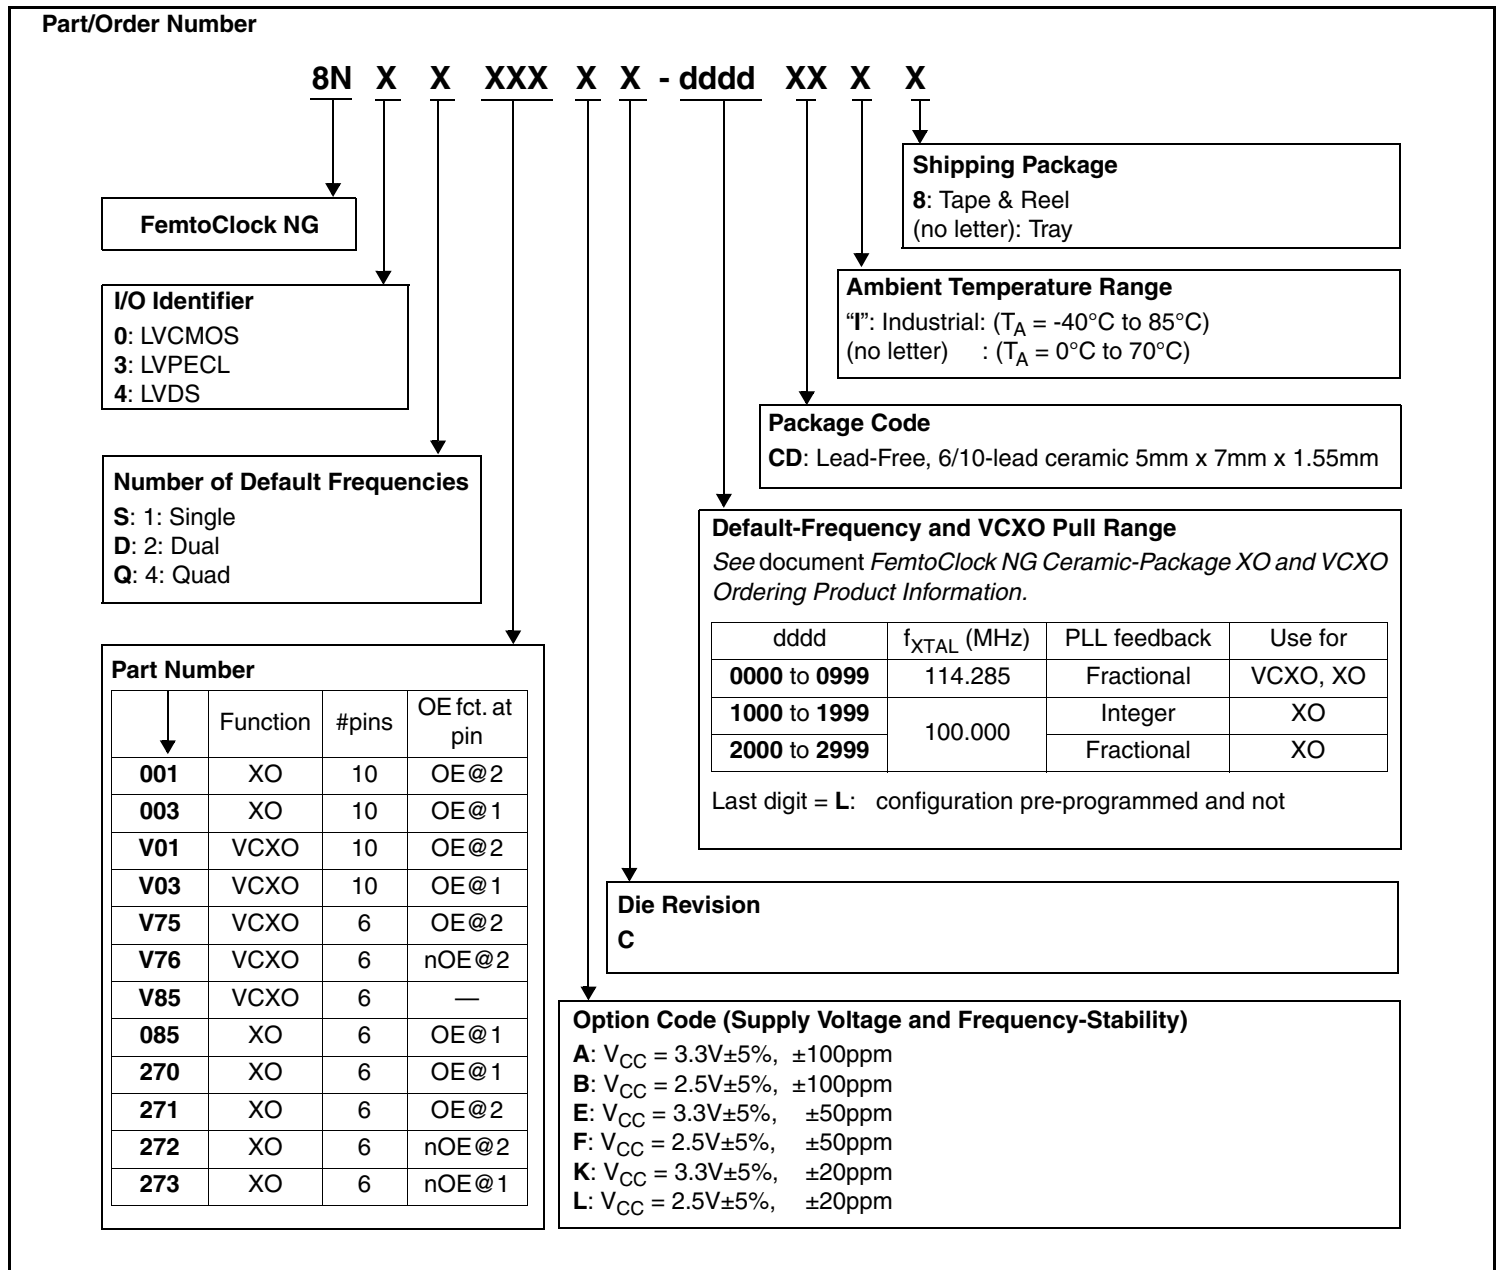 Part/Order Number
8N X X XXX X X - dddd XX X X
Shipping Package
8: Tape & Reel
(no letter): Tray
FemtoClock NG
Ambient Temperature Range
“I”: Industrial: (TA = -40°C to 85°C)
(no letter) : (TA = 0°C to 70°C)
I/O Identifier
0: LVCMOS
3: LVPECL
4: LVDS
Package Code
CD: Lead-Free, 6/10-lead ceramic 5mm x 7mm x 1.55mm
Number of Default Frequencies
S: 1: Single
D: 2: Dual
Q: 4: Quad
Default-Frequency and VCXO Pull Range
See document FemtoClock NG Ceramic-Package XO and VCXO
Ordering Product Information.
dddd fXTAL (MHz) PLL feedback Use for
0000 to 0999 114.285 Fractional VCXO, XO
1000 to 1999 100.000 Integer XO
2000 to 2999 Fractional XO
Last digit = L: configuration pre-programmed and not
Part Number
Function #pins OE fct. at
pin
001 XO 10 OE@2
003 XO 10 OE@1
V01 VCXO 10 OE@2
V03 VCXO 10 OE@1
V75 VCXO 6 OE@2
V76 VCXO 6 nOE@2
V85 VCXO 6 —
085 XO 6 OE@1
270 XO 6 OE@1
271 XO 6 OE@2
272 XO 6 nOE@2
273 XO 6 nOE@1
Die Revision
C
Option Code (Supply Voltage and Frequency-Stability)
A: VCC = 3.3V±5%, ±100ppm
B: VCC = 2.5V±5%, ±100ppm
E: VCC = 3.3V±5%, ±50ppm
F: VCC = 2.5V±5%, ±50ppm
K: VCC = 3.3V±5%, ±20ppm
L: VCC = 2.5V±5%, ±20ppm